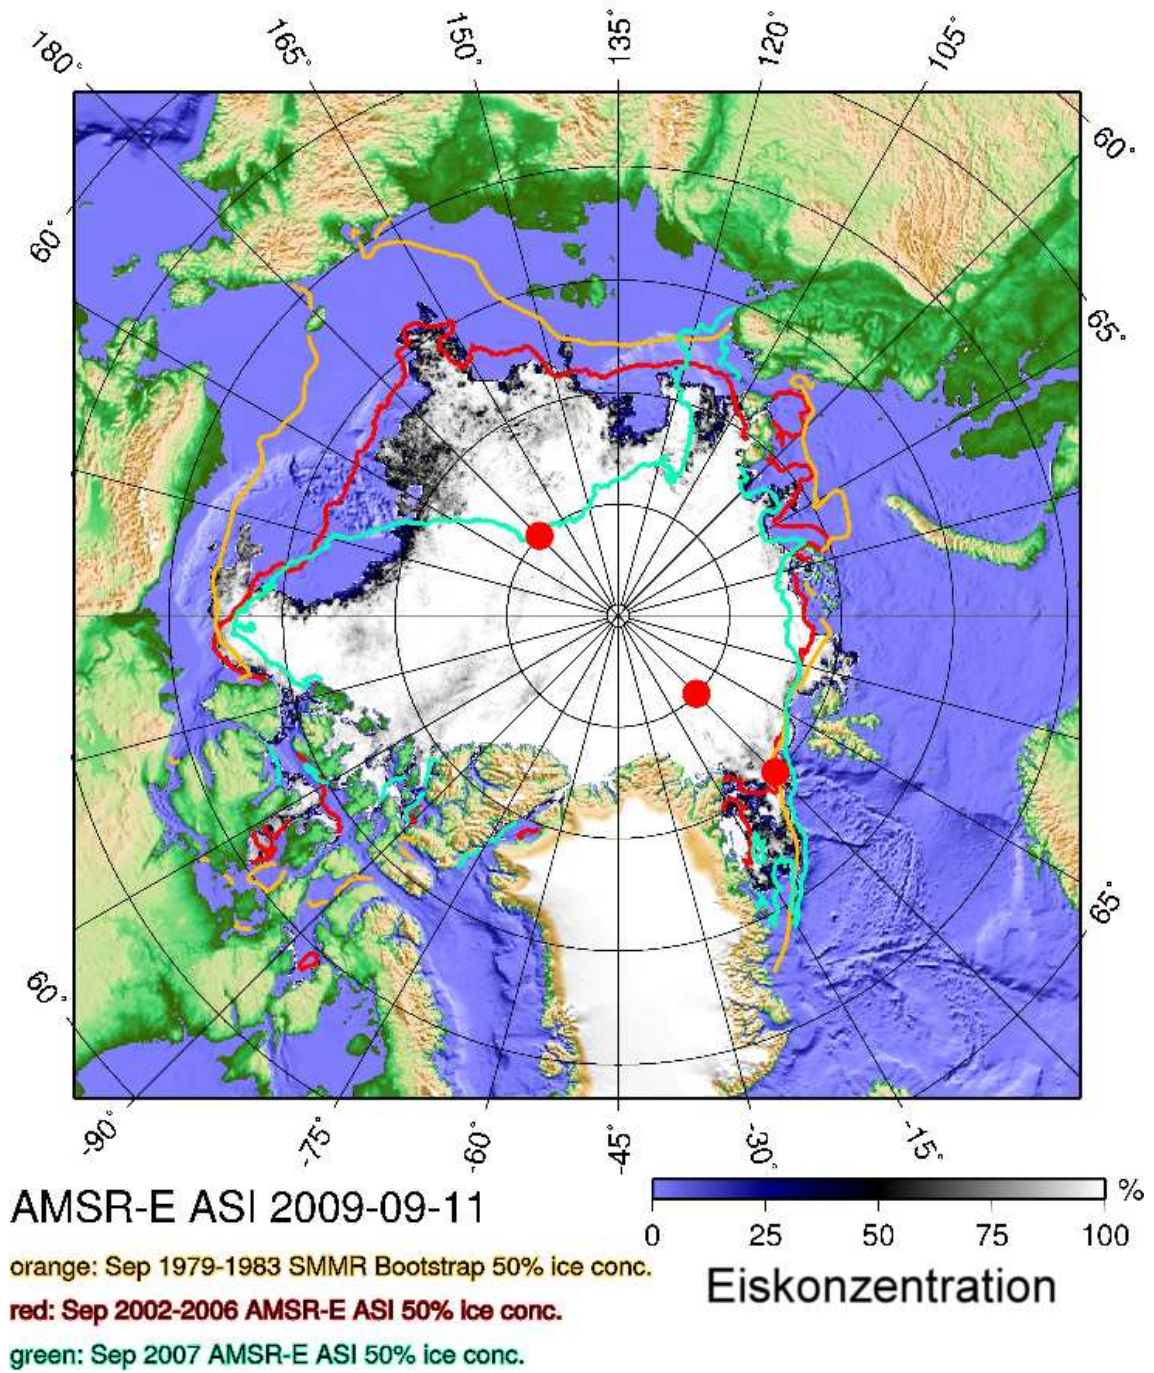 180° 165° 150° 135° 120° 105°
60° 60°
65° 65°
60°
-90° -75° -60° -45° -30° -15°
%
0 25 50 75 100
AMSR-E ASI 2009-09-11
Eiskonzentration
orange: Sep 1979-1983 SMMR Bootstrap 50% ice conc.
red: Sep 2002-2006 AMSR-E ASI 50% ice conc.
green: Sep 2007 AMSR-E ASI 50% ice conc.